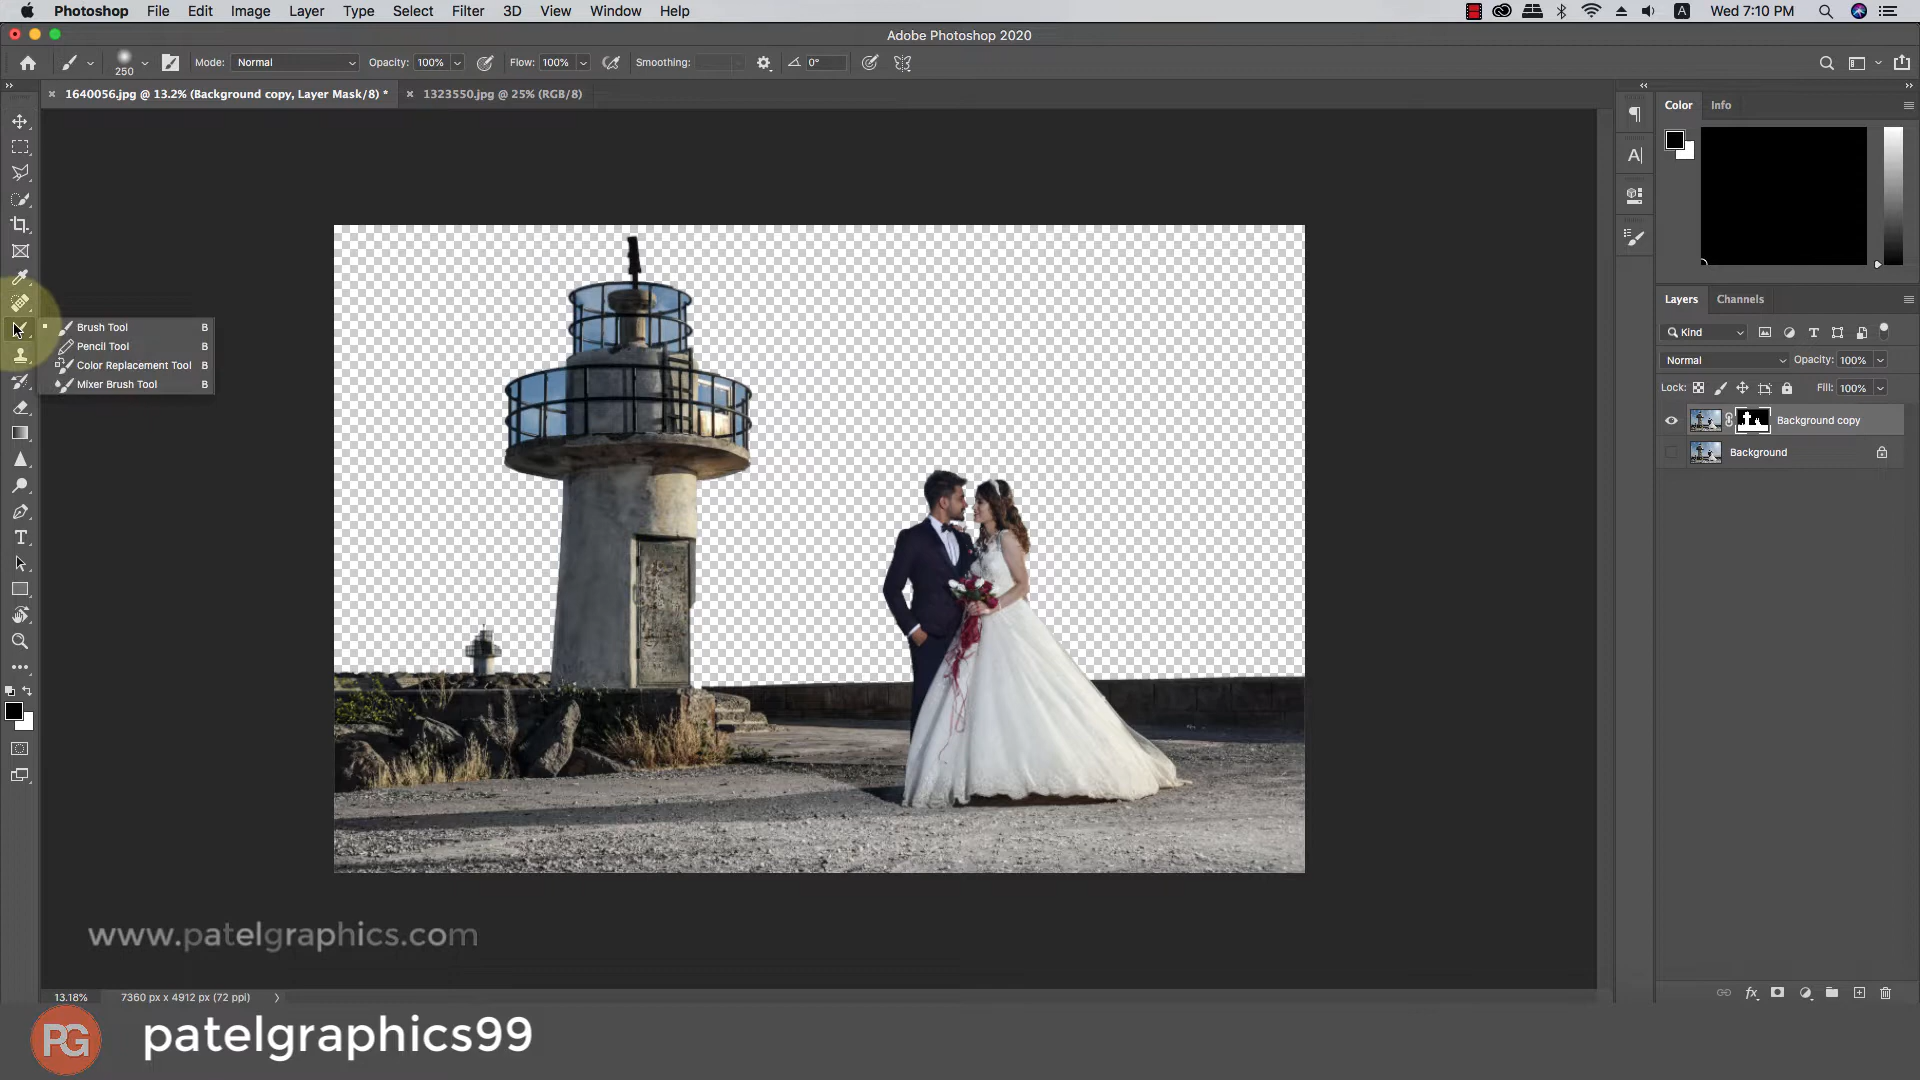 Photoshop File Edit Image Layer Type Select Filter 3D View Window Help A Wed 7:10 PM
Adobe Photoshop 2020
250 Mode: Normal Opacity: 100% Flow: 100% Smoothing: 0°
1640056.jpg @ 13.2% (Background copy, Layer Mask/8) * 1323550.jpg @ 25% (RGB/8)
Color Info
Brush Tool B
Pencil Tool B
Color Replacement Tool B
Mixer Brush Tool B
Layers Channels
Kind
Normal Opacity: 100%
Lock: Fill: 100%
Background copy
Background
www.patelgraphics.com
13.18% 7360 px x 4912 px (72 ppi)
PG patelgraphics99